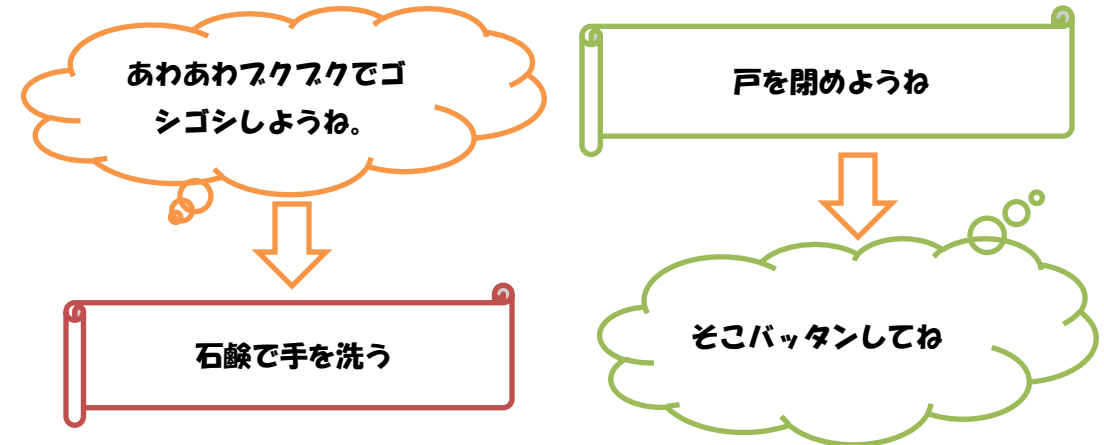 あわあわブクブクでゴ
シゴシしようね。
石鹸で手を洗う
戸を閉めようね
そこバッタンしてね